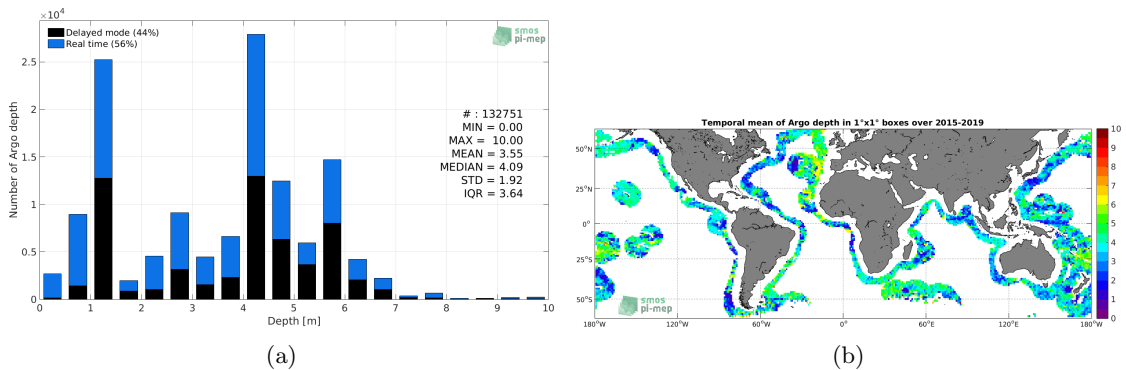 ×10⁴
Delayed mode (44%)
Real time (56%)
smos
pi-mep
2.5
2
1.5
1
0.5
0
Number of Argo depth
# : 132751
MIN = 0.00
MAX = 10.00
MEAN = 3.55
MEDIAN = 4.09
STD = 1.92
IQR = 3.64
0 1 2 3 4 5 6 7 8 9 10
Depth [m]
(a)
Temporal mean of Argo depth in 1°x1° boxes over 2015-2019
50°N
25°N
0°
25°S
50°S
180°W 120°W 60°W 0° 60°E 120°E 180°W
smos
pi-mep
10
9
8
7
6
5
4
3
2
1
0
(b)